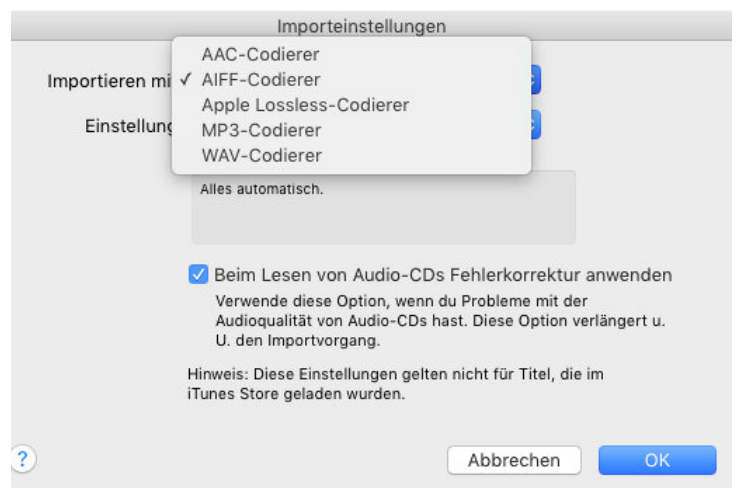 Importeinstellungen
AAC-Codierer
Importieren mi ✓ AIFF-Codierer
Apple Lossless-Codierer
Einstellung MP3-Codierer
WAV-Codierer
Alles automatisch.
Beim Lesen von Audio-CDs Fehlerkorrektur anwenden
Verwende diese Option, wenn du Probleme mit der
Audioqualität von Audio-CDs hast. Diese Option verlängert u.
U. den Importvorgang.
Hinweis: Diese Einstellungen gelten nicht für Titel, die im
iTunes Store geladen wurden.
? Abbrechen OK